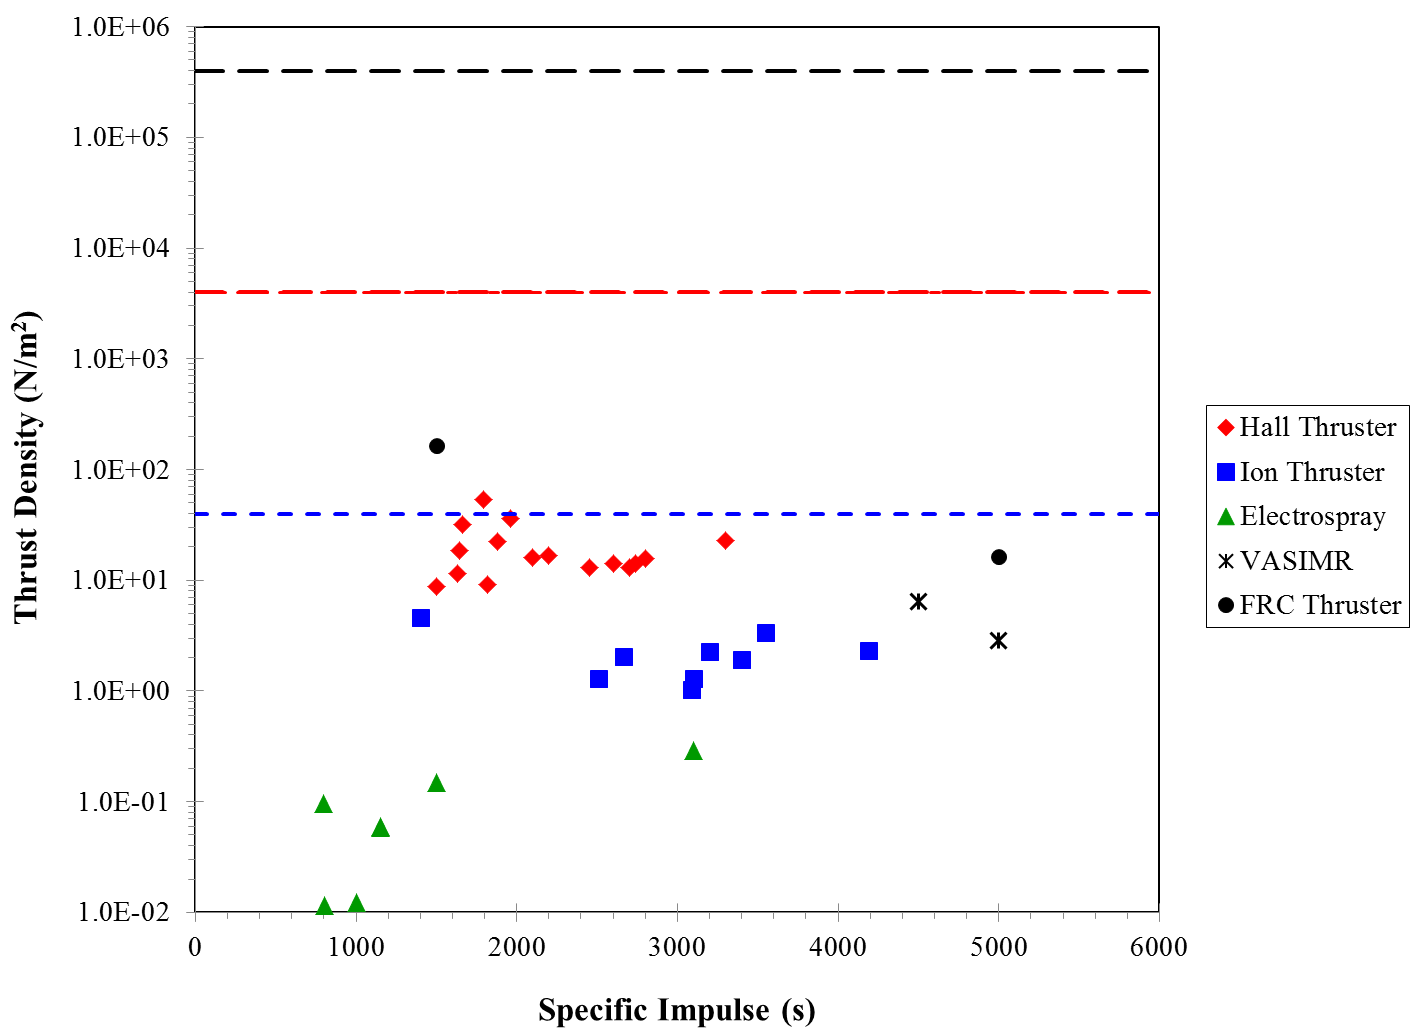 1.0E+06
1.0E+05
1.0E+04
1.0E+03
1.0E+02
1.0E+01
1.0E+00
1.0E-01
1.0E-02
Thrust Density (N/m²)
0 1000 2000 3000 4000 5000 6000
Specific Impulse (s)
Hall Thruster
Ion Thruster
Electrospray
VASIMR
FRC Thruster